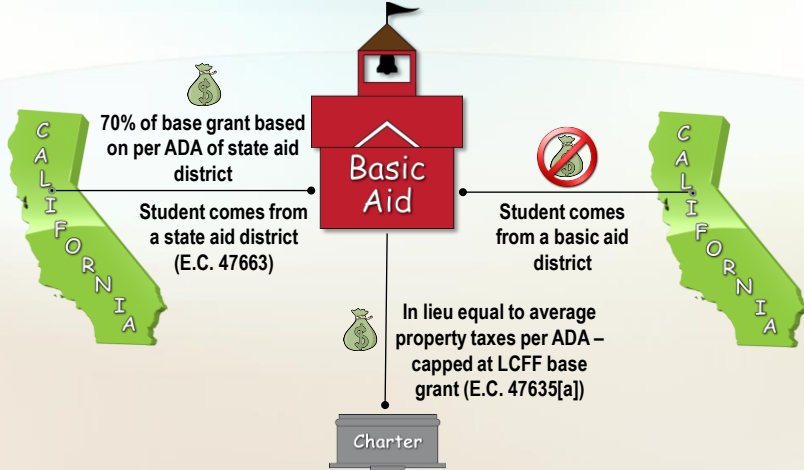 CALIFORNIA
70% of base grant based
on per ADA of state aid
district
Student comes from
a state aid district
(E.C. 47663)
Basic
Aid
Student comes
from a basic aid
district
CALIFORNIA
In lieu equal to average
property taxes per ADA –
capped at LCFF base
grant (E.C. 47635[a])
Charter